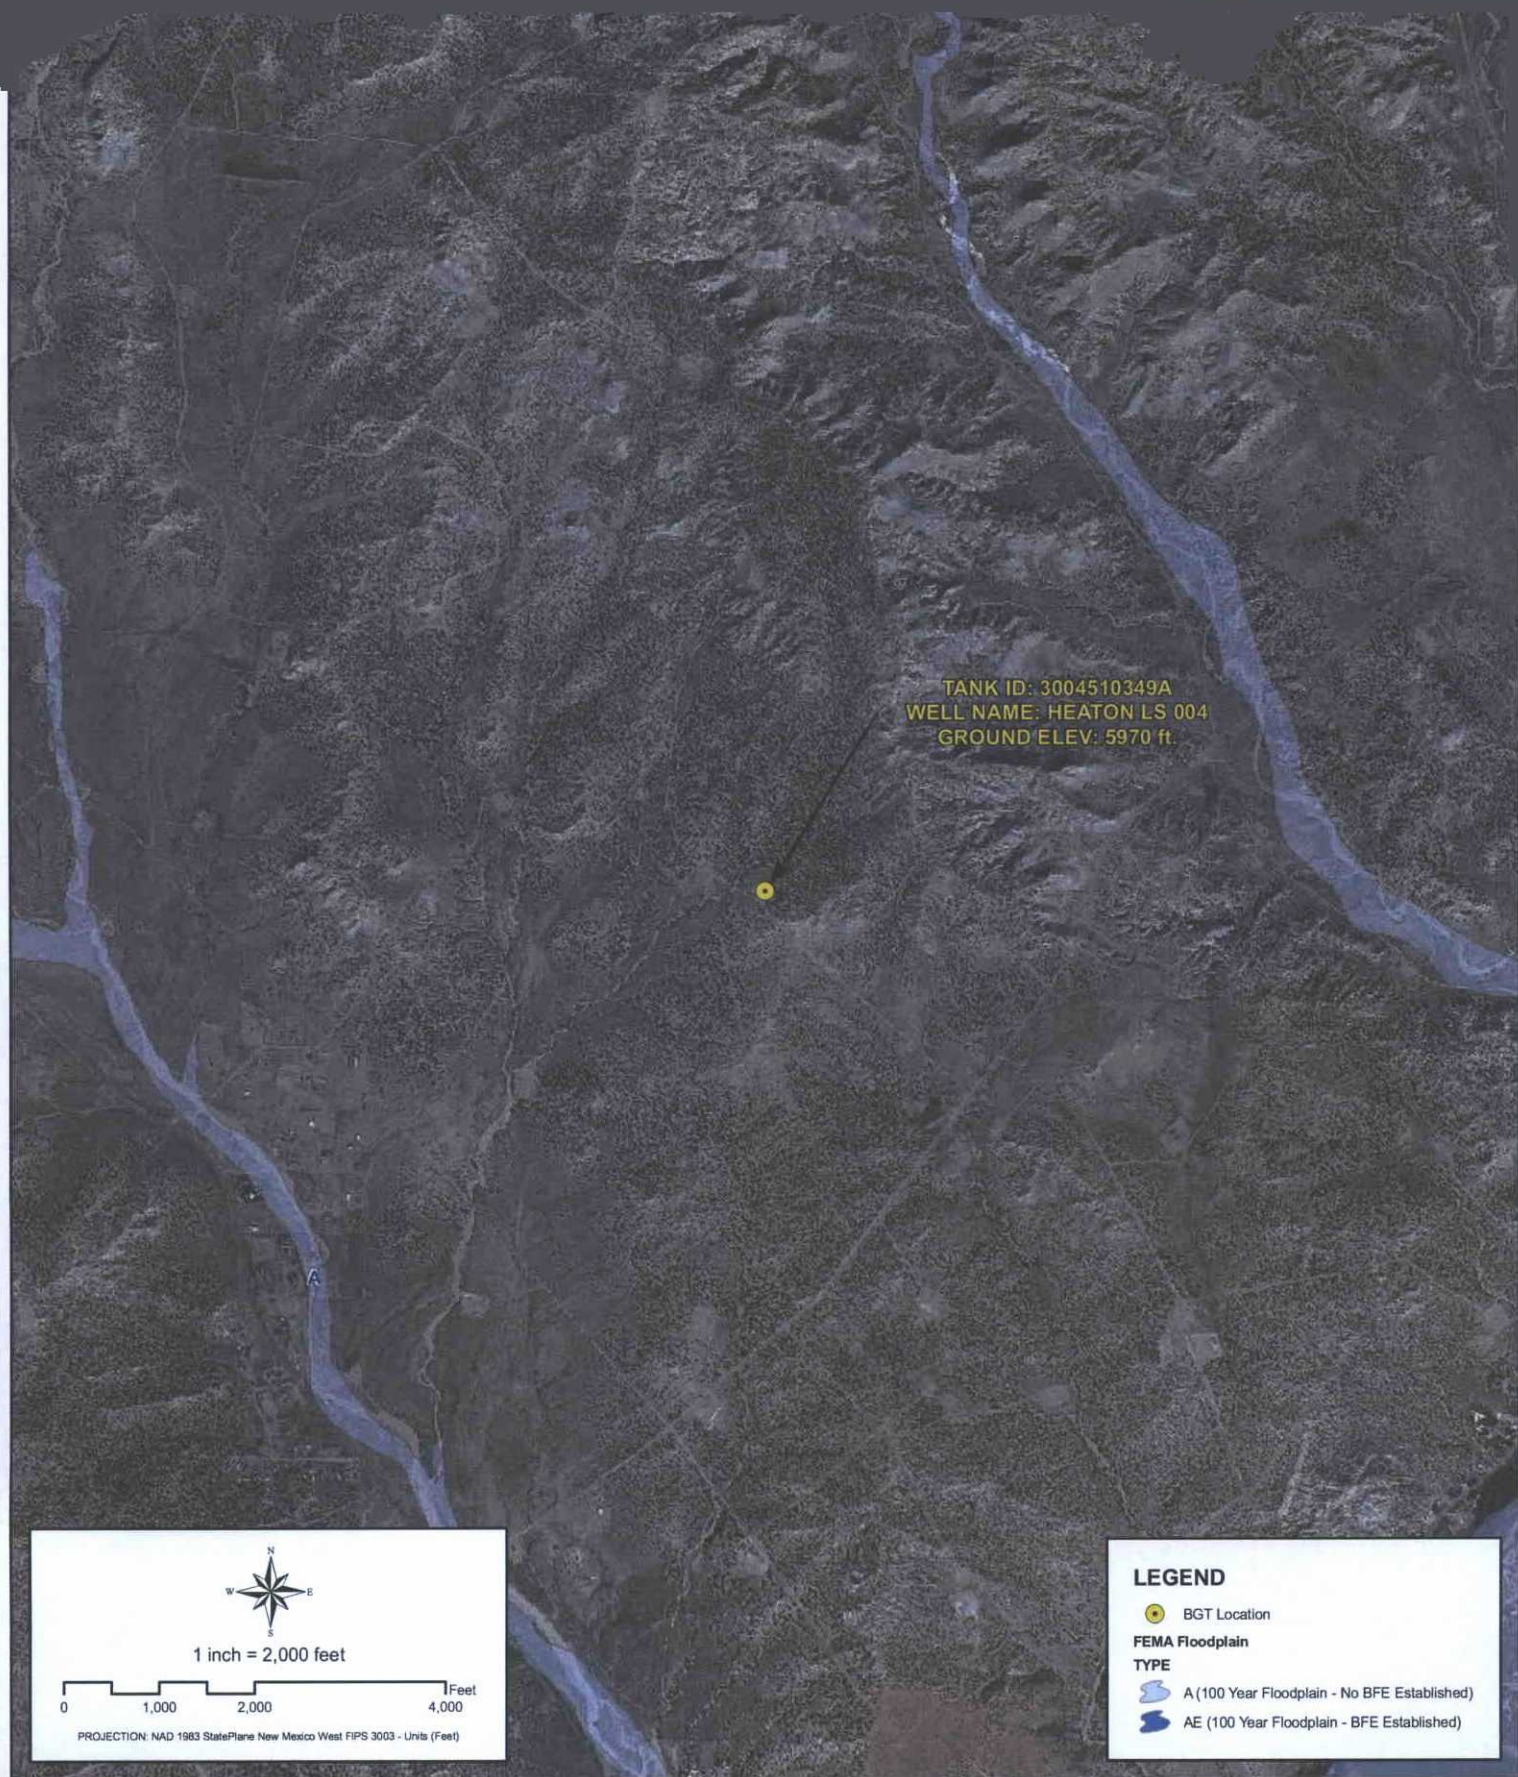 TANK ID: 3004510349A
WELL NAME: HEATON LS 004
GROUND ELEV: 5970 ft.
A
N
W E
S
1 inch = 2,000 feet
Feet
0 1,000 2,000 4,000
PROJECTION: NAD 1983 StatePlane New Mexico West FIPS 3003 - Units (Feet)
LEGEND
BGT Location
FEMA Floodplain
TYPE
A (100 Year Floodplain - No BFE Established)
AE (100 Year Floodplain - BFE Established)